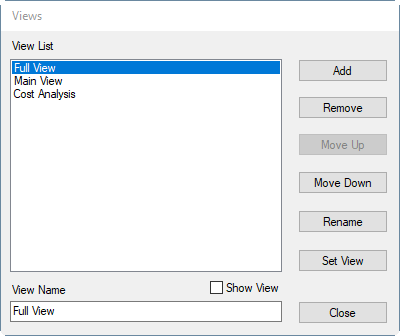 Views
View List
Full View
Main View
Cost Analysis
Add
Remove
Move Up
Move Down
Rename
Set View
View Name
Show View
Full View
Close